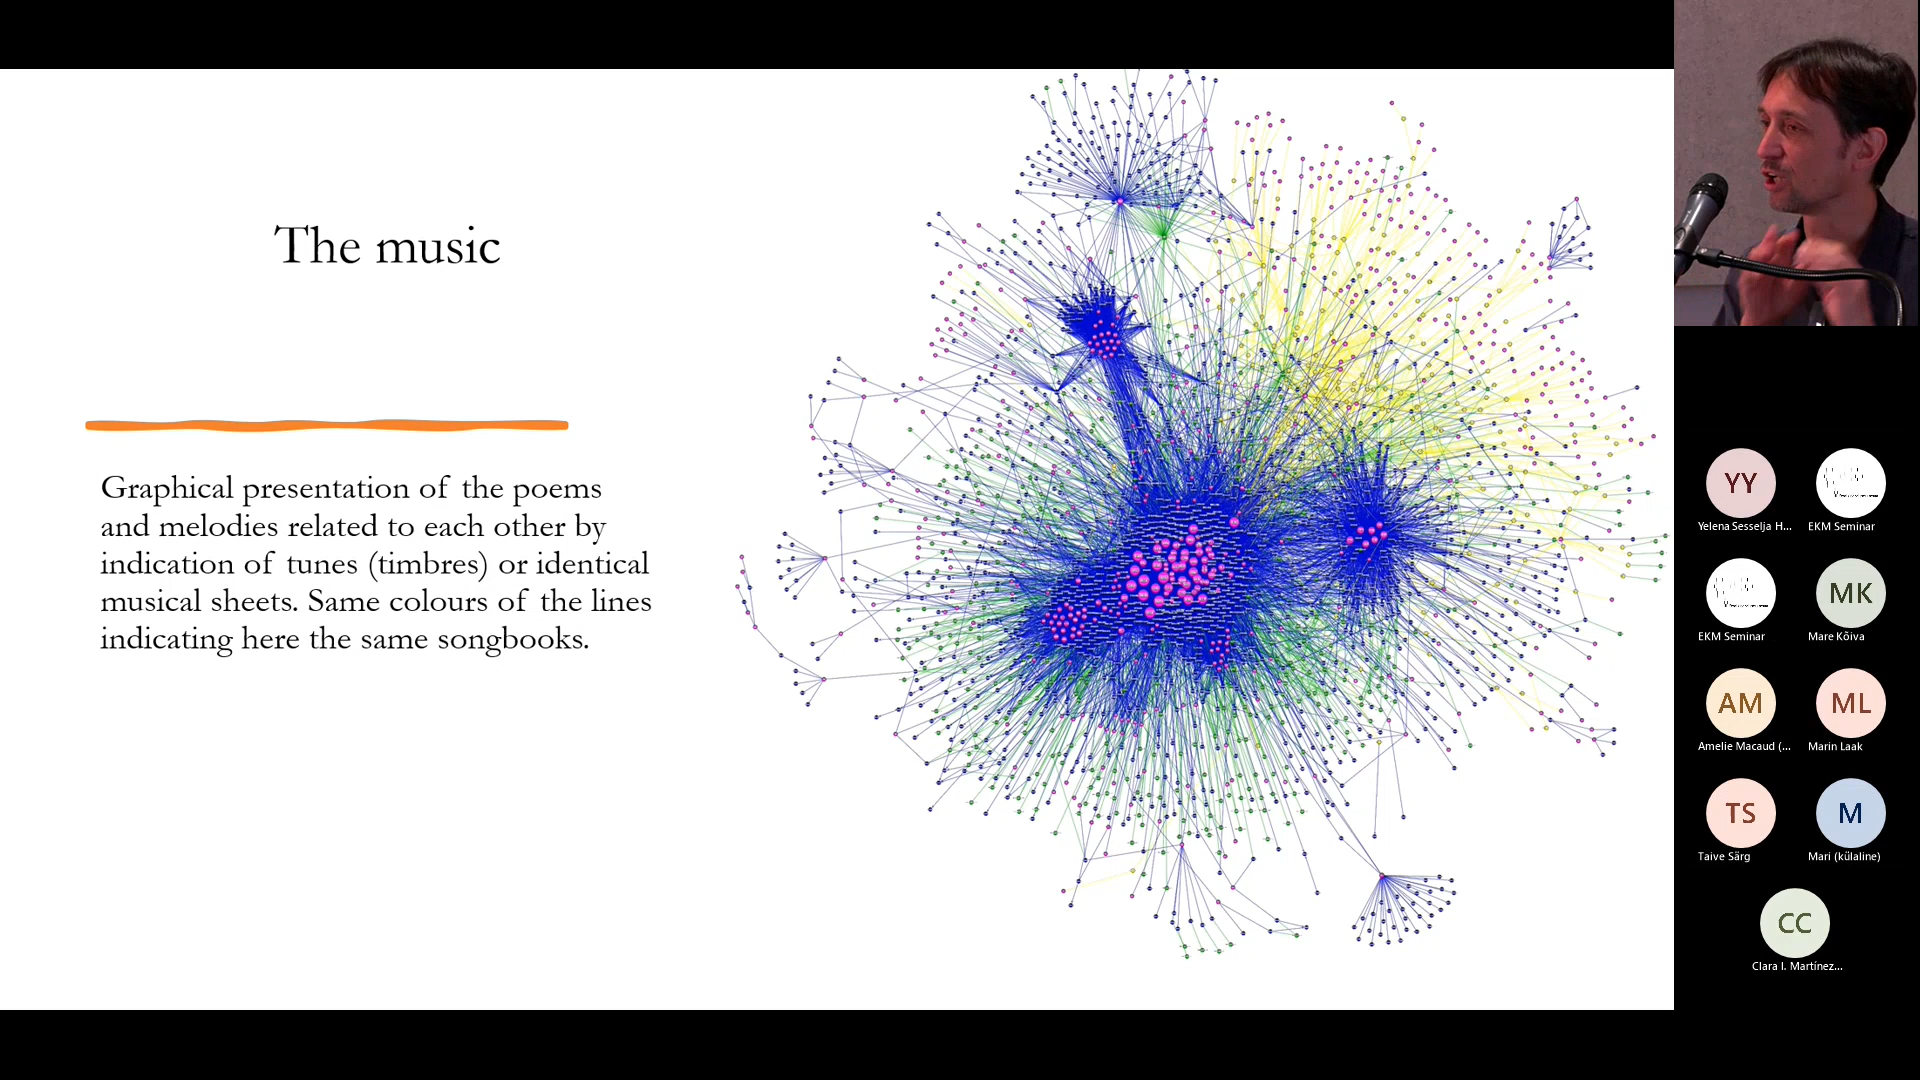 The music
Graphical presentation of the poems
and melodies related to each other by
indication of tunes (timbres) or identical
musical sheets. Same colours of the lines
indicating here the same songbooks.
YY
Yelena Sesselja H...
EKM Seminar
EKM Seminar
MK
Mare Kõiva
AM
Amelie Macaud (...
ML
Marin Laak
TS
Taive Särg
M
Mari (külaline)
CC
Clara I. Martínez...